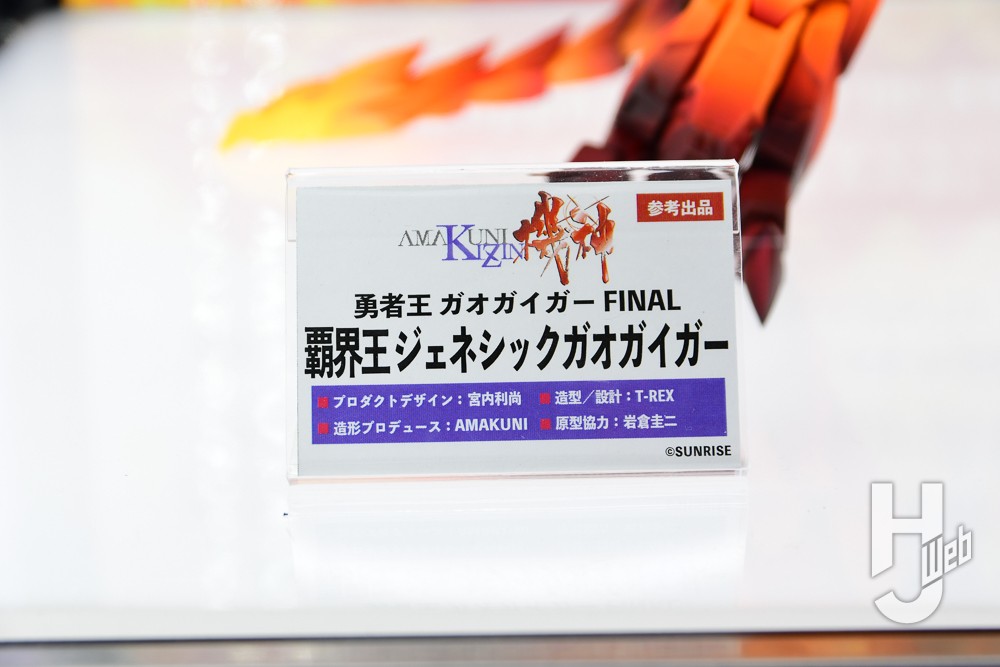 参考出品
AMAKUNI 機神
KIZIN
勇者王 ガオガイガー FINAL
覇界王ジェネシックガオガイガー
プロダクトデザイン：宮内利尚 造型／設計：T-REX
造形プロデュース：AMAKUNI 原型協力：岩倉圭二
©SUNRISE
HJ Web